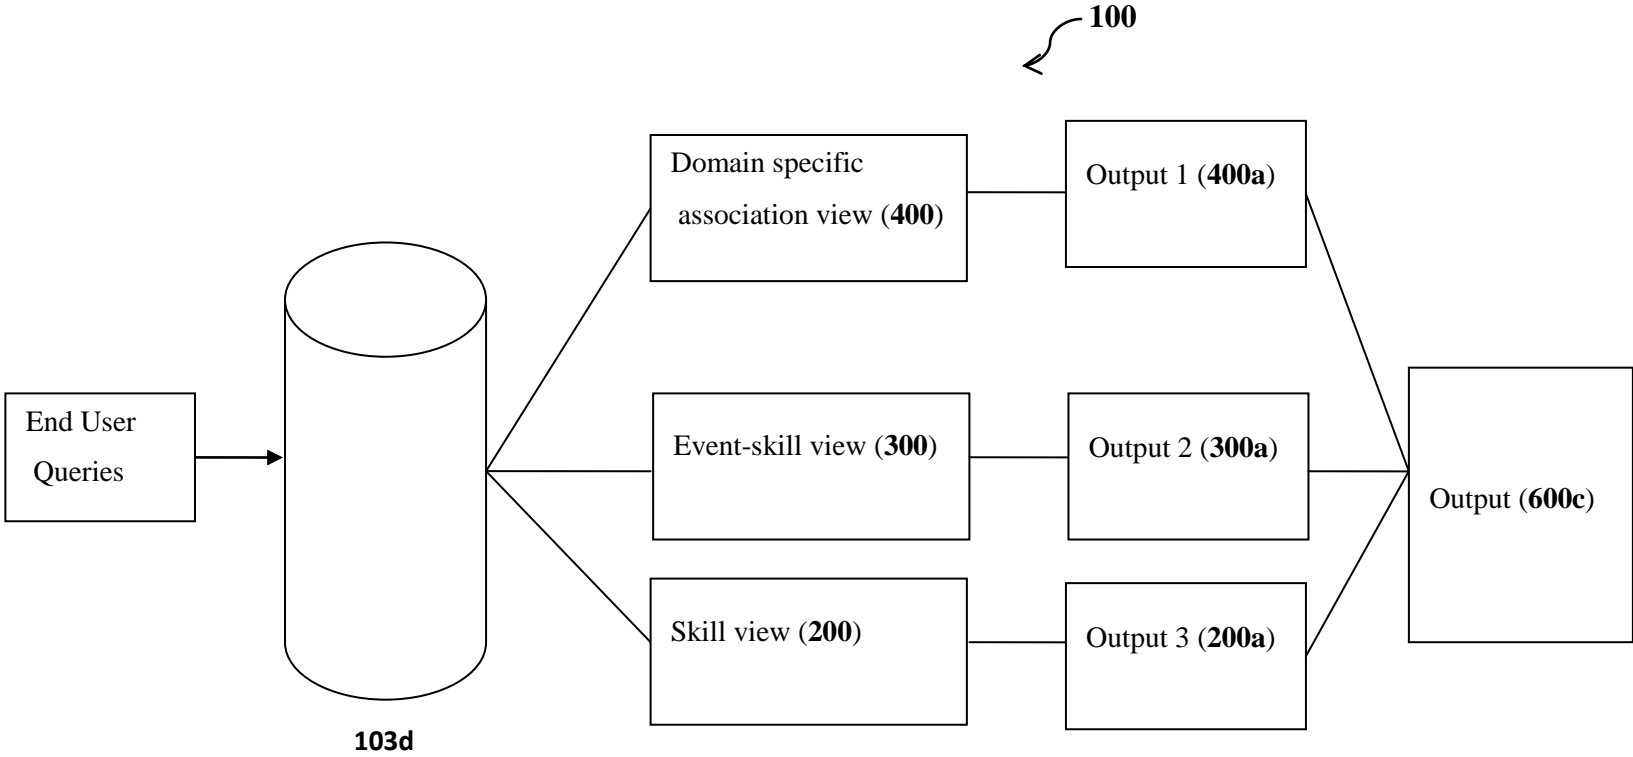 100
Domain specific
association view (400)
Output 1 (400a)
End User
Queries
Event-skill view (300)
Output 2 (300a)
Output (600c)
Skill view (200)
Output 3 (200a)
103d